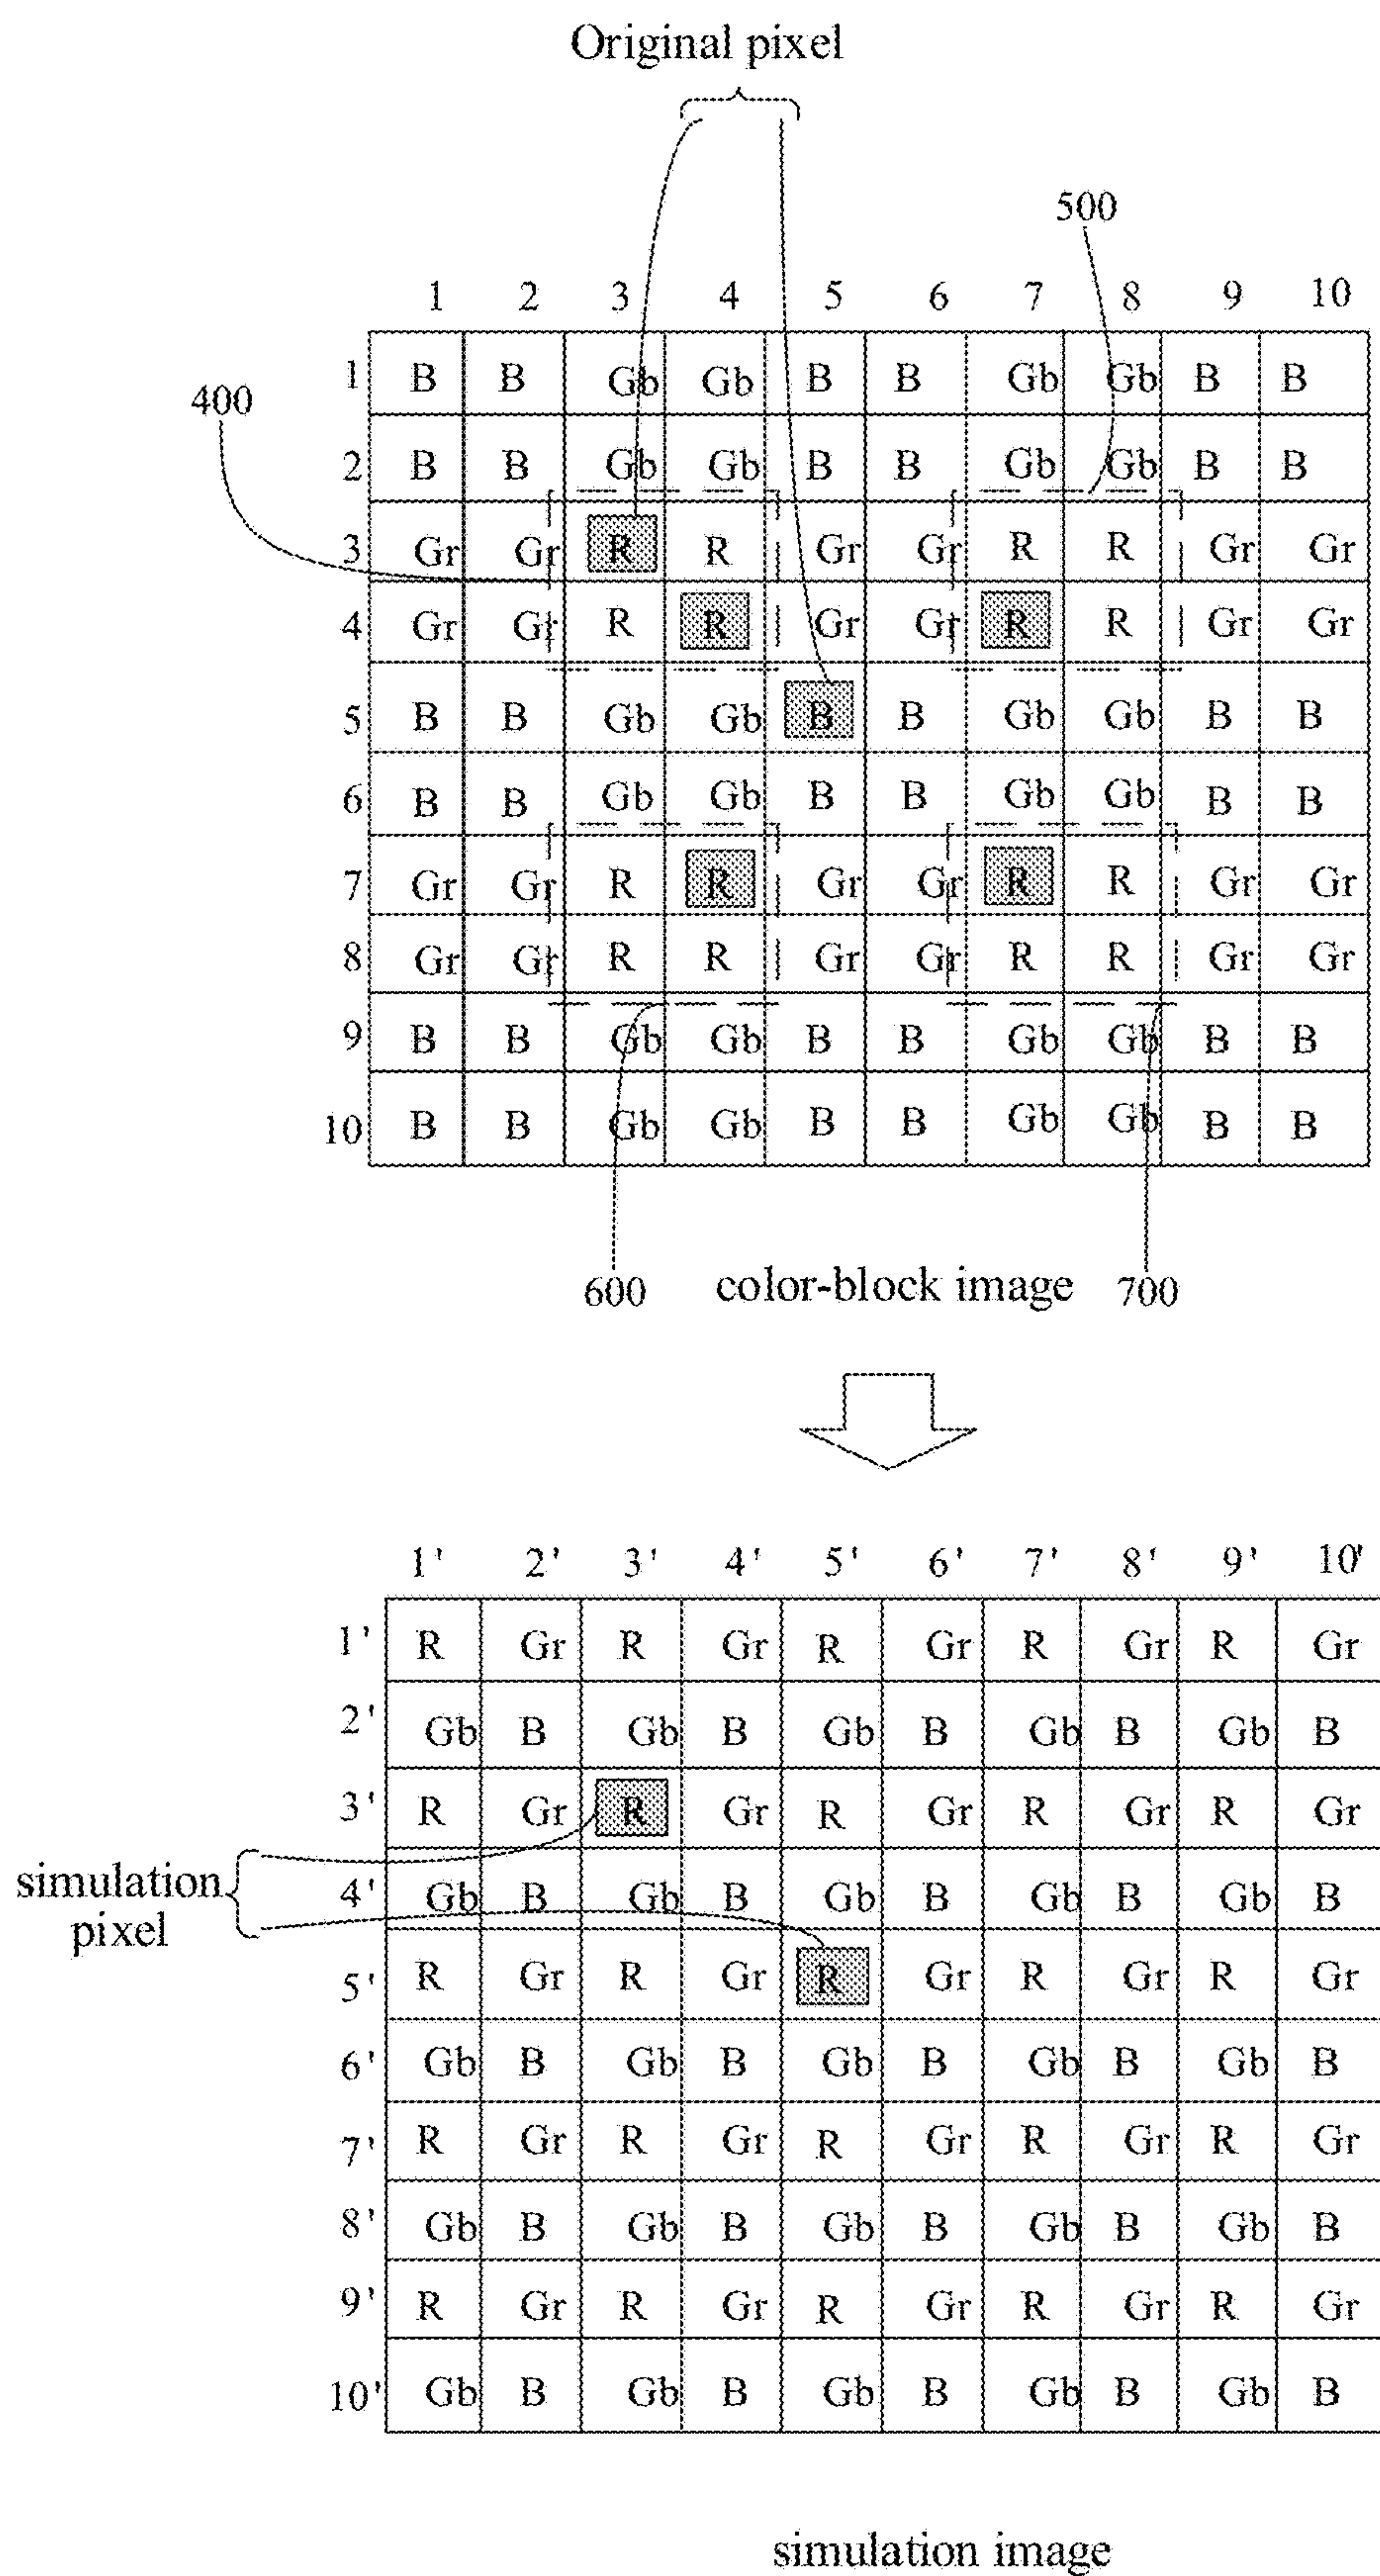 Original pixel
500
1 2 3 4 5 6 7 8 9 10
400
1 B B Gb Gb B B Gb Gb B B
2 B B Gb Gb B B Gb Gb B B
3 Gr Gr R R Gr Gr R R Gr Gr
4 Gr Gr R R Gr Gr R R Gr Gr
5 B B Gb Gb B B Gb Gb B B
6 B B Gb Gb B B Gb Gb B B
7 Gr Gr R R Gr Gr R R Gr Gr
8 Gr Gr R R Gr Gr R R Gr Gr
9 B B Gb Gb B B Gb Gb B B
10 B B Gb Gb B B Gb Gb B B
600 color-block image 700
1' 2' 3' 4' 5' 6' 7' 8' 9' 10'
1' R Gr R Gr R Gr R Gr R Gr
2' Gb B Gb B Gb B Gb B Gb B
3' R Gr R Gr R Gr R Gr R Gr
simulation
pixel
4' Gb B Gb B Gb B Gb B Gb B
5' R Gr R Gr R Gr R Gr R Gr
6' Gb B Gb B Gb B Gb B Gb B
7' R Gr R Gr R Gr R Gr R Gr
8' Gb B Gb B Gb B Gb B Gb B
9' R Gr R Gr R Gr R Gr R Gr
10' Gb B Gb B Gb B Gb B Gb B
simulation image